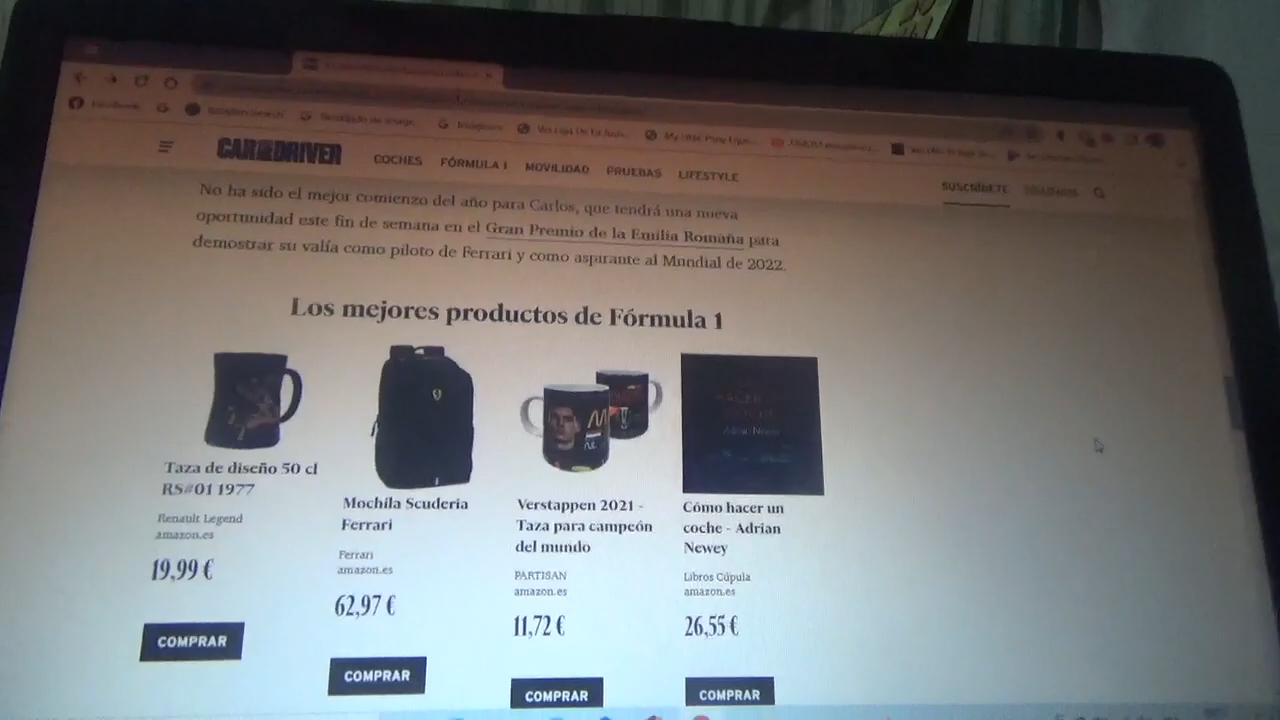 Facebook
CAR DRIVER
COCHES FÓRMULA 1 MOVILIDAD PRUEBAS LIFESTYLE
SUSCRÍBETE
No ha sido el mejor comienzo del año para Carlos, que tendrá una nueva
oportunidad este fin de semana en el Gran Premio de la Emilia Romaña para
demostrar su valía como piloto de Ferrari y como aspirante al Mundial de 2022.
Los mejores productos de Fórmula 1
Taza de diseño 50 cl
RS#01 1977
Renault Legend
amazon.es
19,99 €
COMPRAR
Mochila Scuderia
Ferrari
Ferrari
amazon.es
62,97 €
COMPRAR
Verstappen 2021 -
Taza para campeón
del mundo
PARTISAN
amazon.es
11,72 €
COMPRAR
Cómo hacer un
coche - Adrian
Newey
Libros Cúpula
amazon.es
26,55 €
COMPRAR